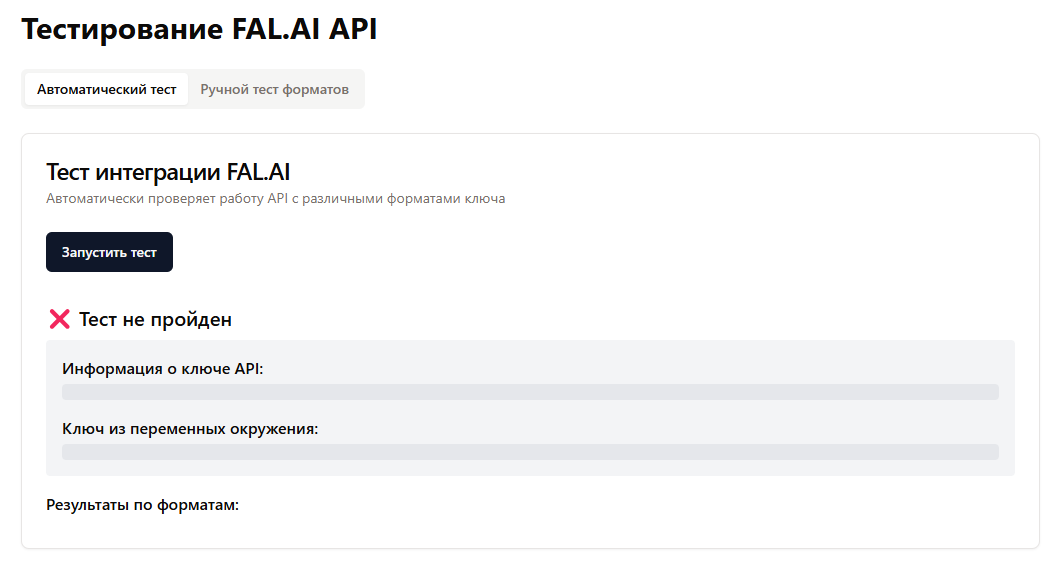 Тестирование FAL.AI API
Автоматический тест
Ручной тест форматов
Тест интеграции FAL.AI
Автоматически проверяет работу API с различными форматами ключа
Запустить тест
❌ Тест не пройден
Информация о ключе API:
Ключ из переменных окружения:
Результаты по форматам: